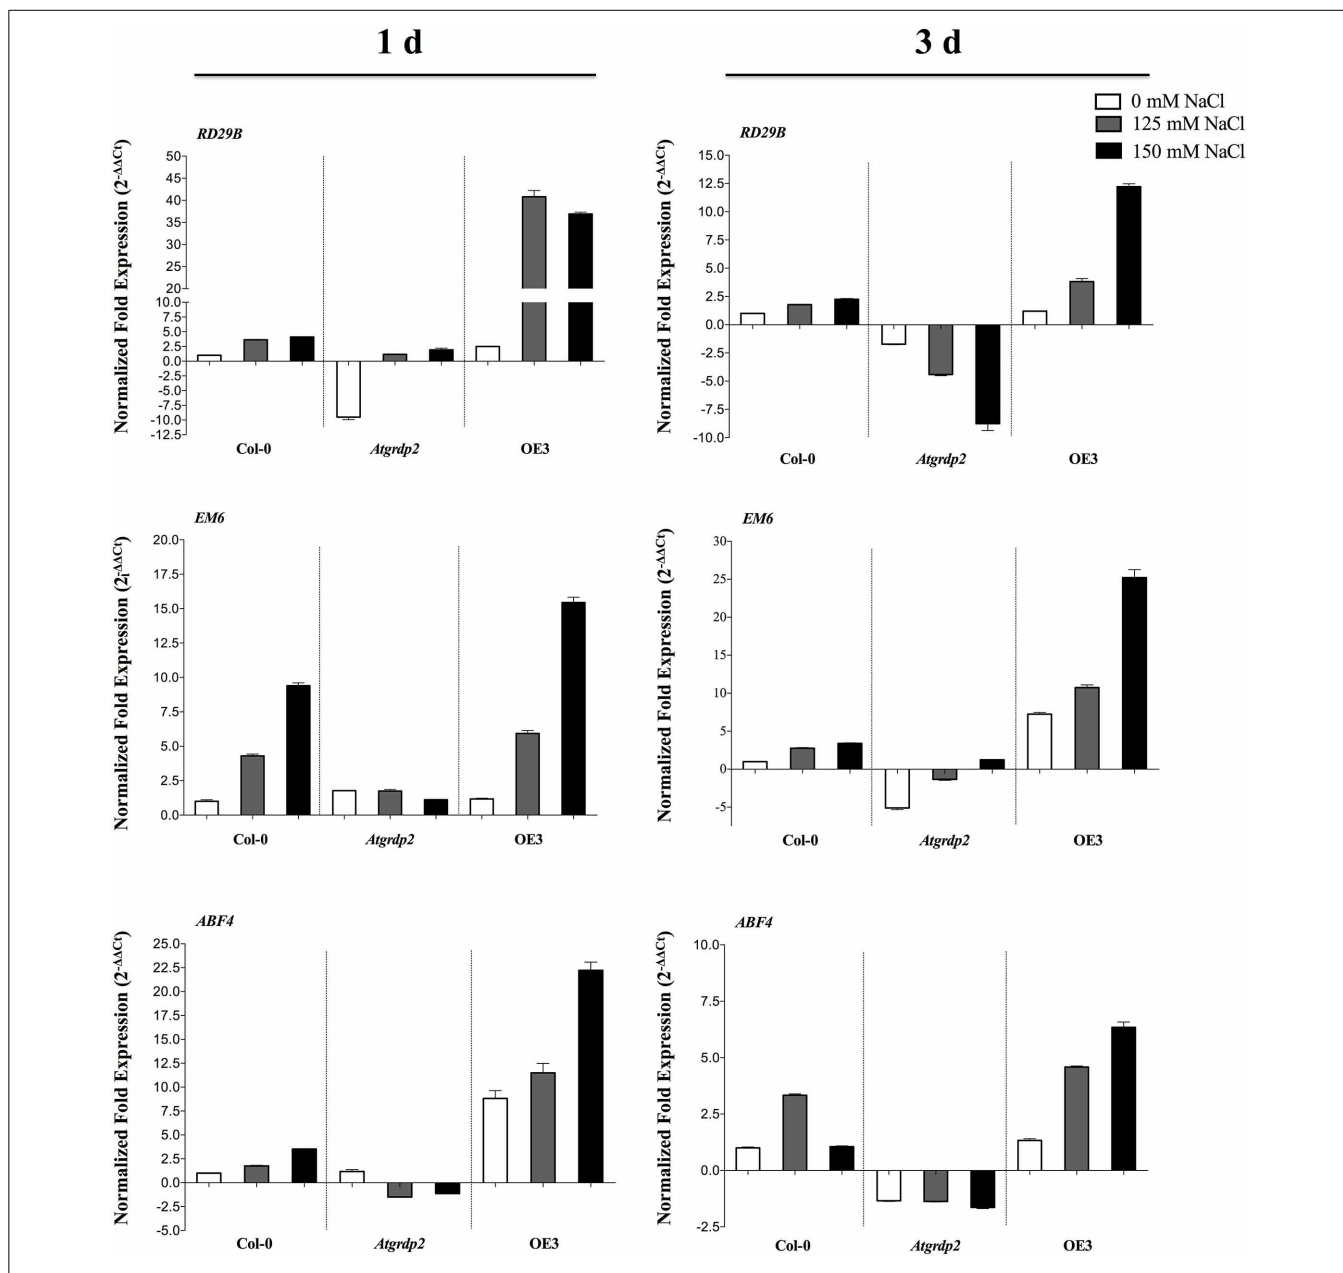 1 d
3 d
0 mM NaCl
125 mM NaCl
150 mM NaCl
RD29B
Normalized Fold Expression (2-ΔΔCt)
50
45
40
35
30
25
20
10.0
7.5
5.0
2.5
0.0
-2.5
-5.0
-7.5
-10.0
-12.5
Col-0
Atgrdp2
OE3
RD29B
Normalized Fold Expression (2-ΔΔCt)
15.0
12.5
10.0
7.5
5.0
2.5
0.0
-2.5
-5.0
-7.5
-10.0
Col-0
Atgrdp2
OE3
EM6
Normalized Fold Expression (2-ΔΔCt)
20.0
17.5
15.0
12.5
10.0
7.5
5.0
2.5
0.0
Col-0
Atgrdp2
OE3
EM6
Normalized Fold Expression (2-ΔΔCt)
30
25
20
15
10
5
0
-5
Col-0
Atgrdp2
OE3
ABF4
Normalized Fold Expression (2-ΔΔCt)
25.0
22.5
20.0
17.5
15.0
12.5
10.0
7.5
5.0
2.5
0.0
-2.5
-5.0
Col-0
Atgrdp2
OE3
ABF4
Normalized Fold Expression (2-ΔΔCt)
10.0
7.5
5.0
2.5
0.0
-2.5
Col-0
Atgrdp2
OE3